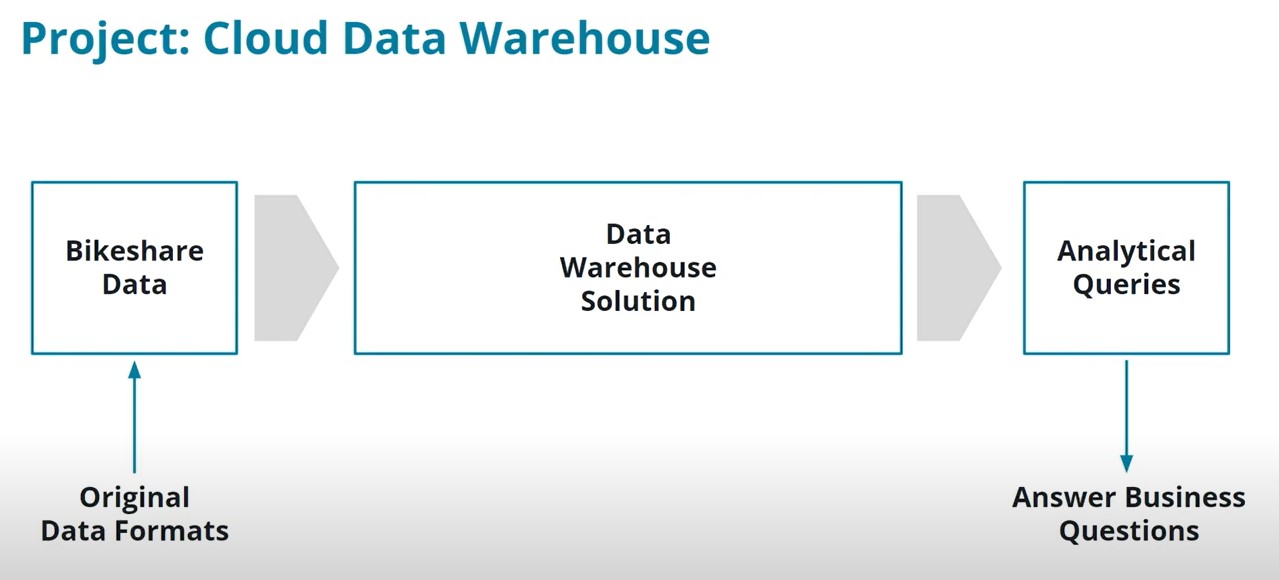 Project: Cloud Data Warehouse
Bikeshare
Data
Data
Warehouse
Solution
Analytical
Queries
Original
Data Formats
Answer Business
Questions